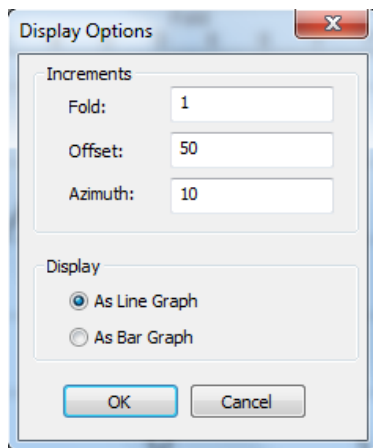 Display Options
Increments
Fold: 1
Offset: 50
Azimuth: 10
Display
As Line Graph
As Bar Graph
OK Cancel